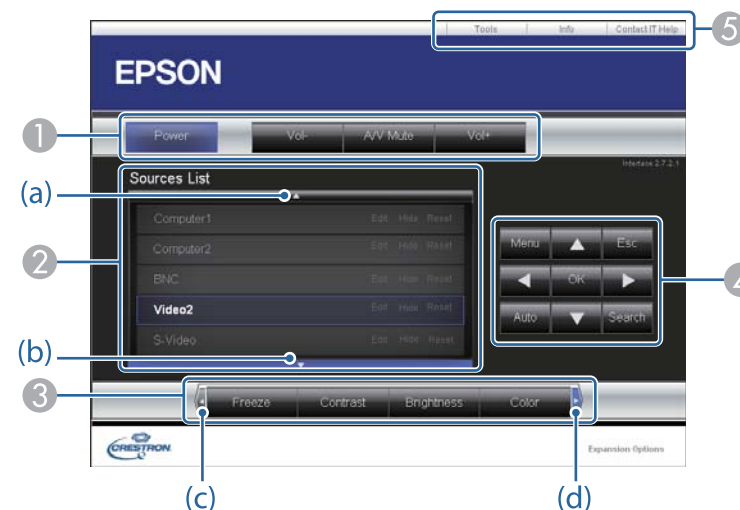 Tools Info Contact IT Help
5
EPSON
1
Power Vol- A/V Mute Vol+
Interface 2.7.2.1
Sources List
(a)
Computer1 Edit Hide Reset
Menu Esc
Computer2 Edit Hide Reset
2
BNC Edit Hide Reset
OK
4
Video2 Edit Hide Reset
Auto Search
S-Video Edit Hide Reset
(b)
3
Freeze Contrast Brightness Color
CRESTRON
Expansion Options
(c) (d)